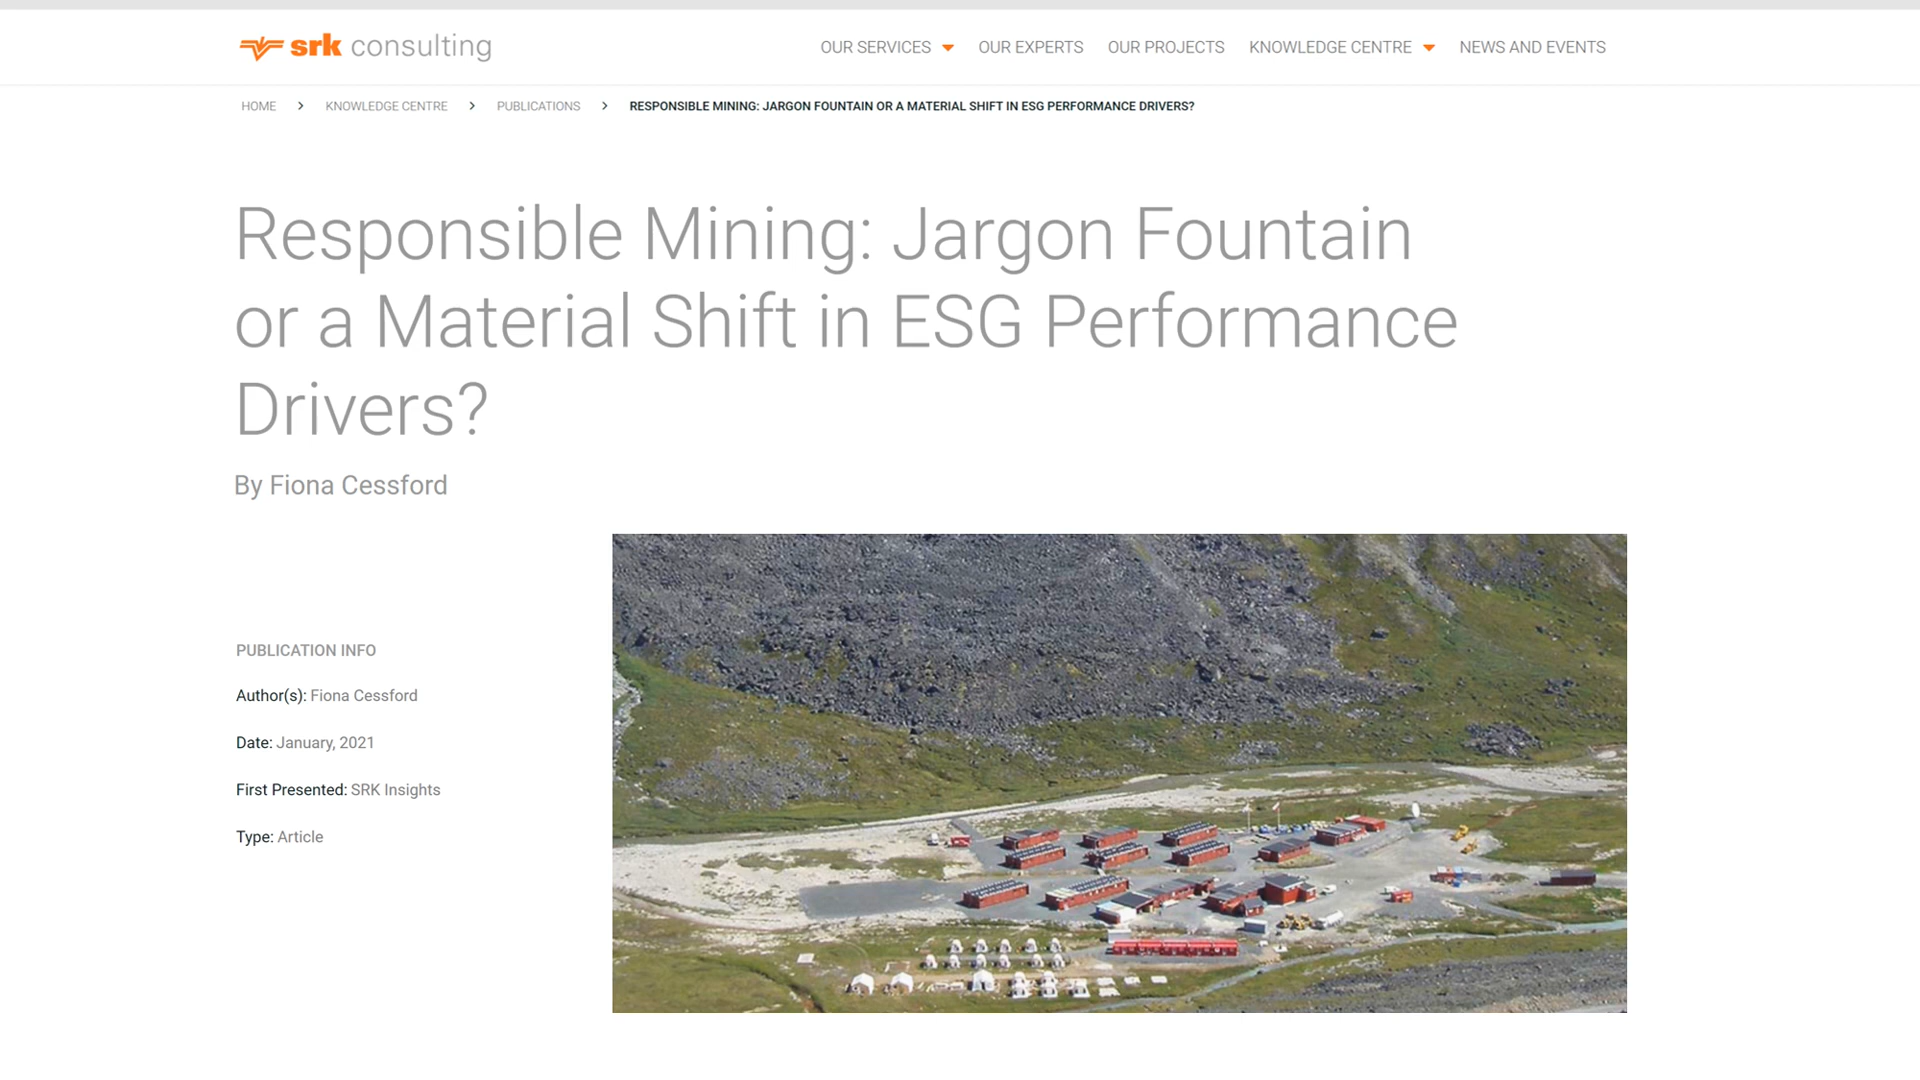 srk consulting
OUR SERVICES OUR EXPERTS OUR PROJECTS KNOWLEDGE CENTRE NEWS AND EVENTS
HOME > KNOWLEDGE CENTRE > PUBLICATIONS > RESPONSIBLE MINING: JARGON FOUNTAIN OR A MATERIAL SHIFT IN ESG PERFORMANCE DRIVERS?
Responsible Mining: Jargon Fountain
or a Material Shift in ESG Performance
Drivers?
By Fiona Cessford
PUBLICATION INFO
Author(s): Fiona Cessford
Date: January, 2021
First Presented: SRK Insights
Type: Article